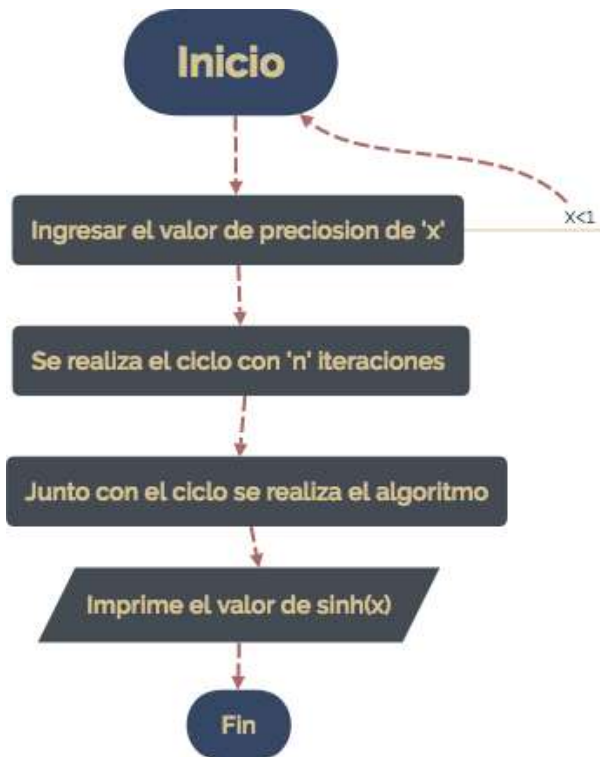 Inicio
Ingresar el valor de preciosion de 'x'
X<1
Se realiza el ciclo con 'n' iteraciones
Junto con el ciclo se realiza el algoritmo
Imprime el valor de sinh(x)
Fin